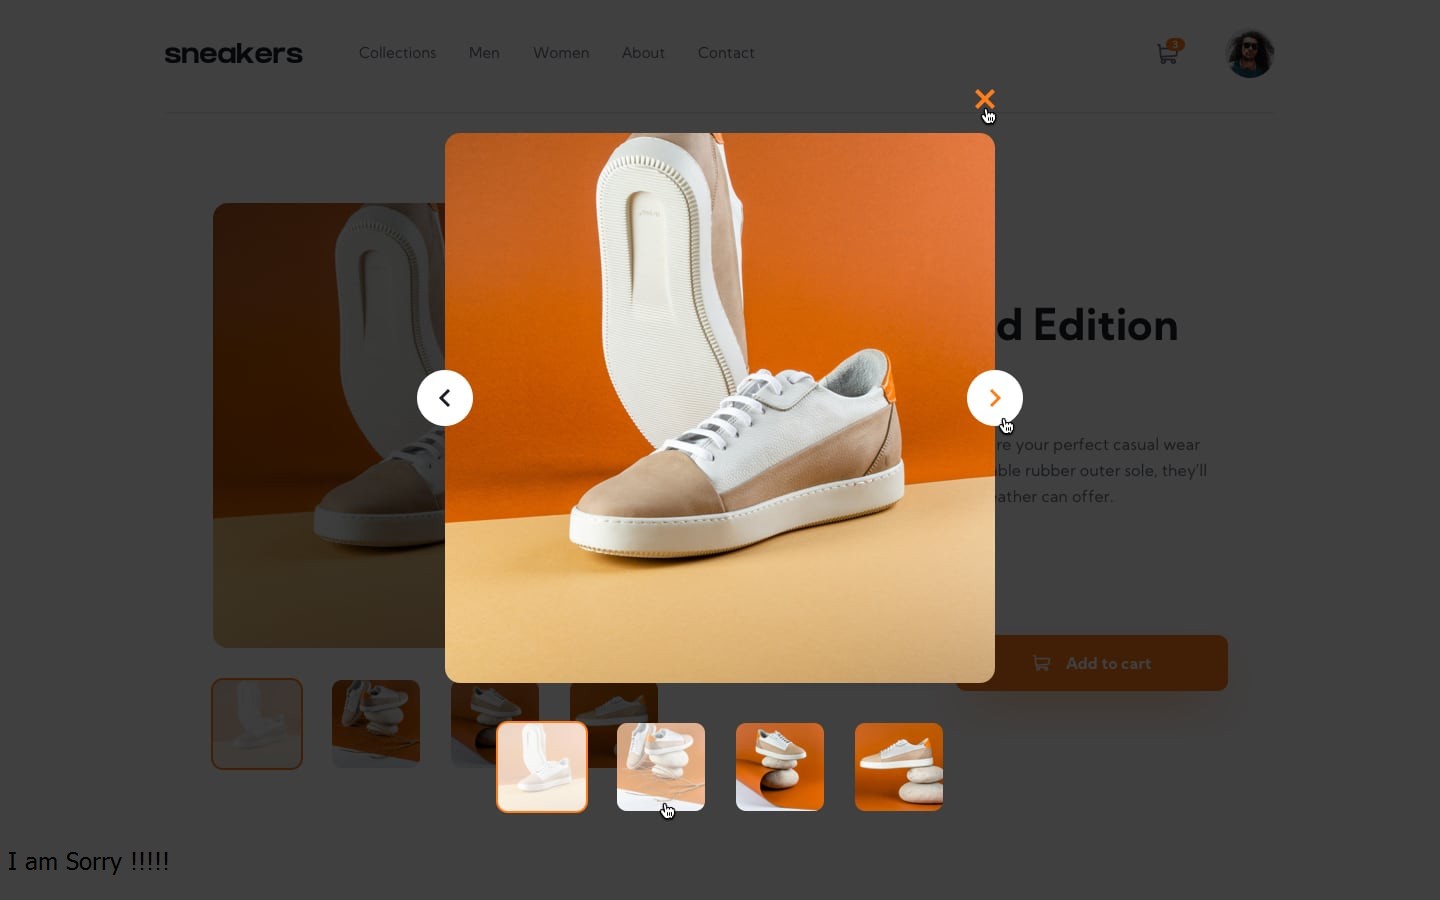 sneakers
Collections Men Women About Contact
3
d Edition
re your perfect casual wear
able rubber outer sole, they'll
eather can offer.
Add to cart
I am Sorry !!!!!